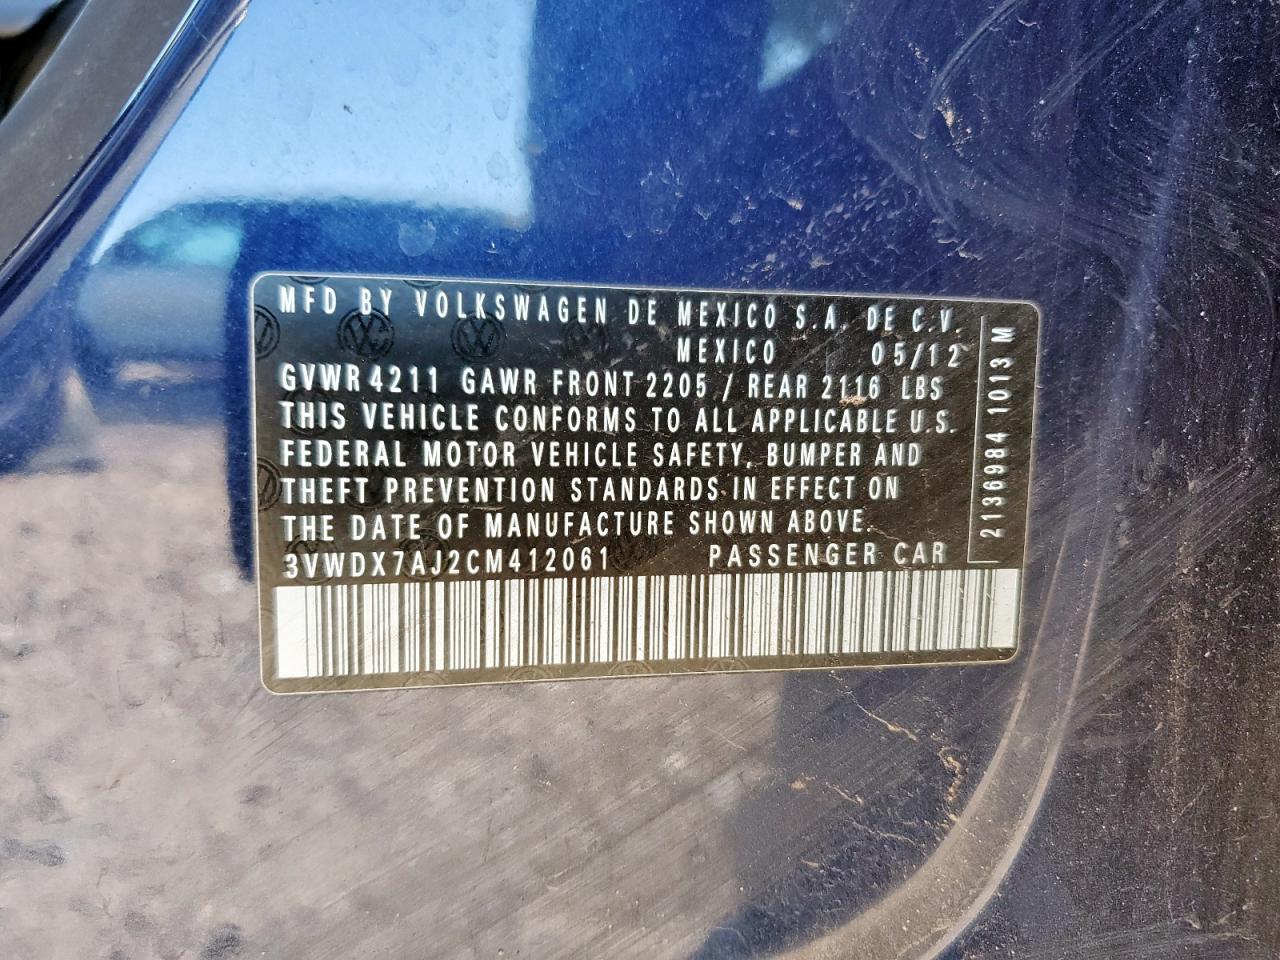 MFD BY VOLKSWAGEN DE MEXICO S.A. DE C.V.
MEXICO 05/12
GVWR 4211 GAWR FRONT 2205 / REAR 2116 LBS
THIS VEHICLE CONFORMS TO ALL APPLICABLE U.S.
FEDERAL MOTOR VEHICLE SAFETY, BUMPER AND
THEFT PREVENTION STANDARDS IN EFFECT ON
THE DATE OF MANUFACTURE SHOWN ABOVE.
3VWDX7AJ2CM412061 PASSENGER CAR
2136984 1013 M